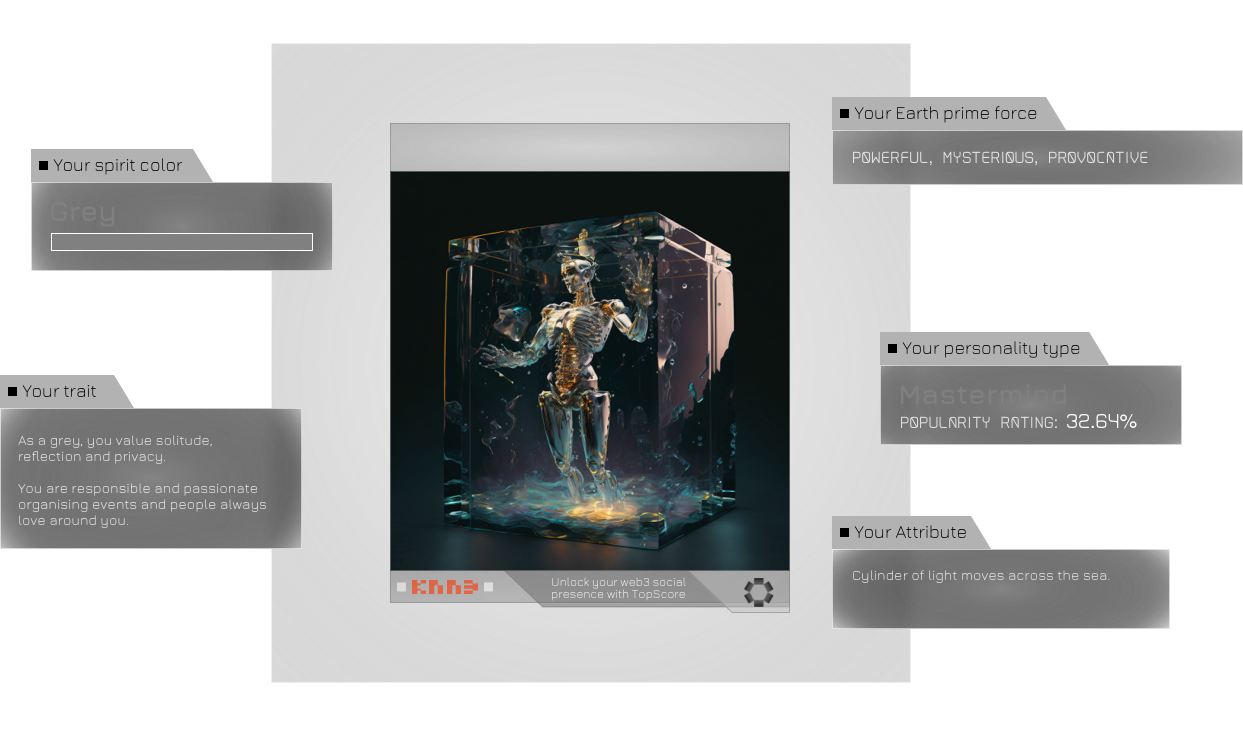 Your Earth prime force
POWERFUL, MYSTERIOUS, PROVOCATIVE
Your spirit color
Grey
Your personality type
Mastermind
POPULARITY RATING: 32.64%
Your trait
As a grey, you value solitude,
reflection and privacy.
You are responsible and passionate
organising events and people always
love around you.
Your Attribute
Cylinder of light moves across the sea.
Unlock your web3 social
presence with TopScore